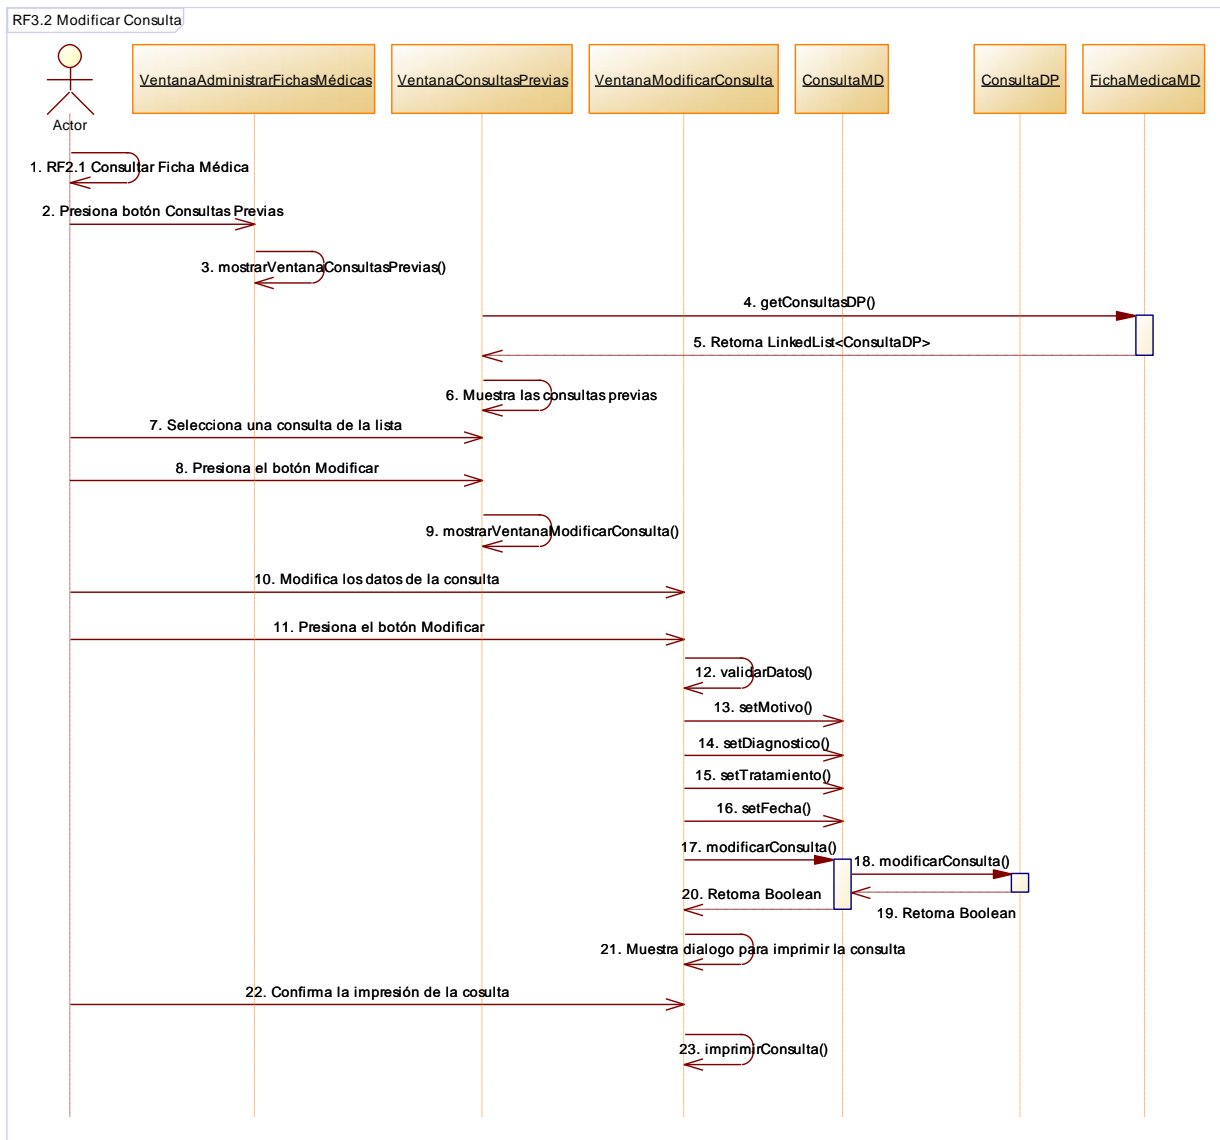 RF3.2 Modificar Consulta
VentanaAdministrarFichasMédicas
VentanaConsultasPrevias
VentanaModificarConsulta
ConsultaMD
ConsultaDP
FichaMedicaMD
Actor
1. RF2.1 Consultar Ficha Médica
2. Presiona botón Consultas Previas
3. mostrarVentanaConsultasPrevias()
4. getConsultasDP()
5. Retorna LinkedList<ConsultaDP>
6. Muestra las consultas previas
7. Selecciona una consulta de la lista
8. Presiona el botón Modificar
9. mostrarVentanaModificarConsulta()
10. Modifica los datos de la consulta
11. Presiona el botón Modificar
12. validarDatos()
13. setMotivo()
14. setDiagnostico()
15. setTratamiento()
16. setFecha()
17. modificarConsulta()
18. modificarConsulta()
20. Retorna Boolean
19. Retorna Boolean
21. Muestra dialogo para imprimir la consulta
22. Confirma la impresión de la cosulta
23. imprimirConsulta()